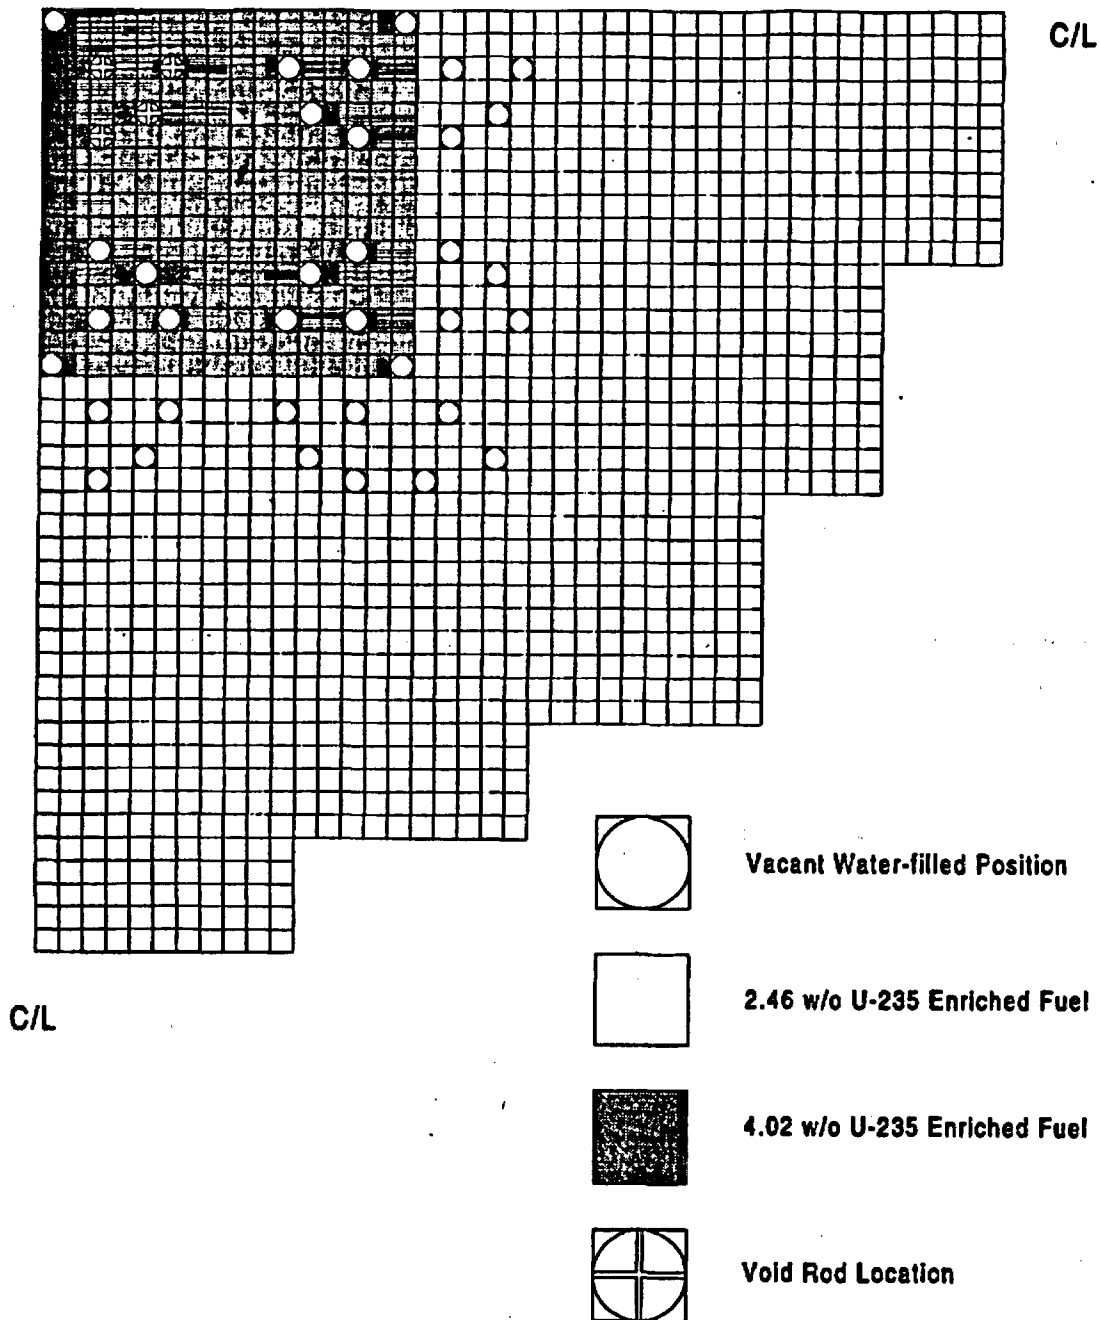 C/L
C/L
Vacant Water-filled Position
2.46 w/o U-235 Enriched Fuel
4.02 w/o U-235 Enriched Fuel
Void Rod Location